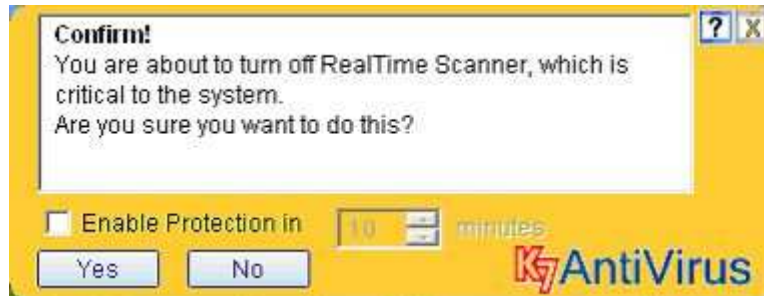 Confirm!
You are about to turn off RealTime Scanner, which is
critical to the system.
Are you sure you want to do this?
? X
Enable Protection in 10 minutes
Yes No
K7AntiVirus